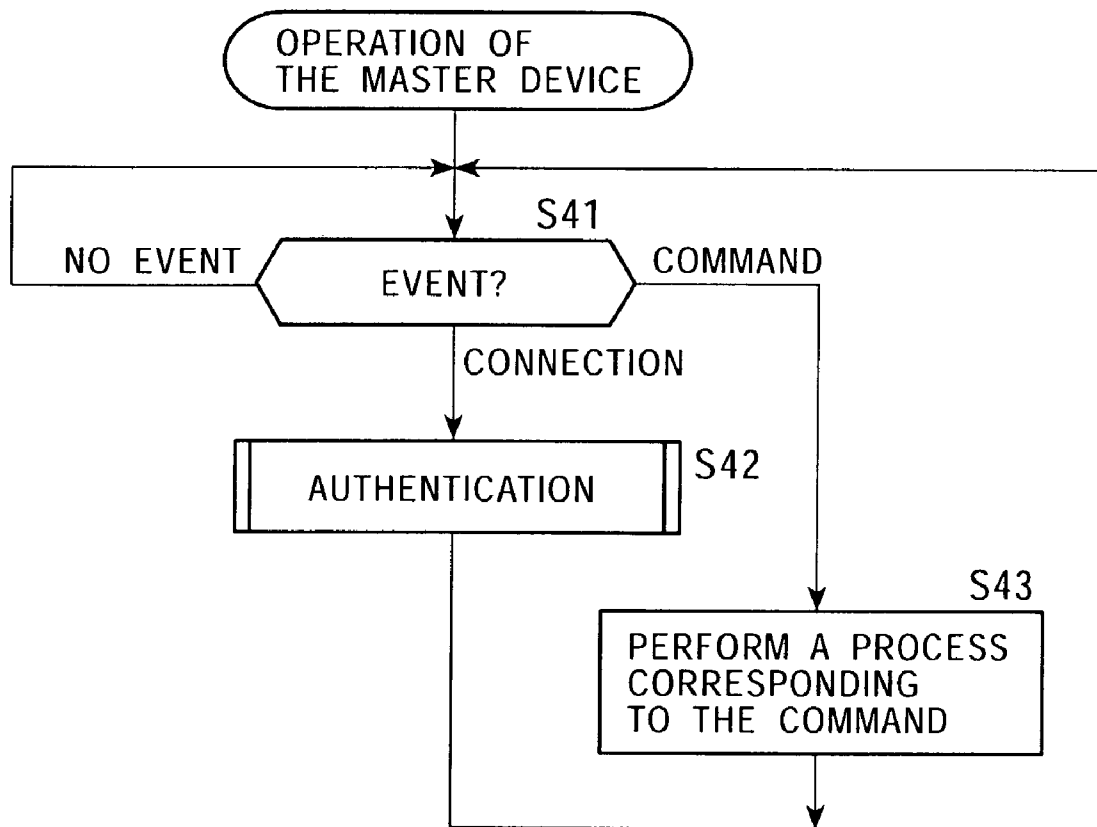 OPERATION OF
THE MASTER DEVICE
S41
NO EVENT
EVENT?
COMMAND
CONNECTION
AUTHENTICATION
S42
S43
PERFORM A PROCESS
CORRESPONDING
TO THE COMMAND